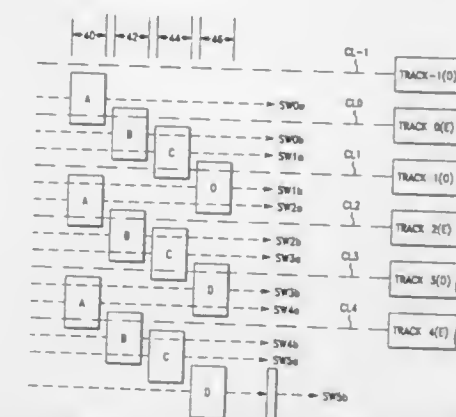 40 42 44 46
CL-1
TRACK-1(O)
A
SW0a
CL0
TRACK 0(E)
B
SW0b
C
SW1a
CL1
TRACK 1(O)
D
A
SW1b
SW2a
CL2
TRACK 2(E)
B
SW2b
C
SW3a
CL3
TRACK 3(O)
D
SW3b
A
SW4a
CL4
TRACK 4(E)
B
SW4b
C
SW5a
D
SW5b